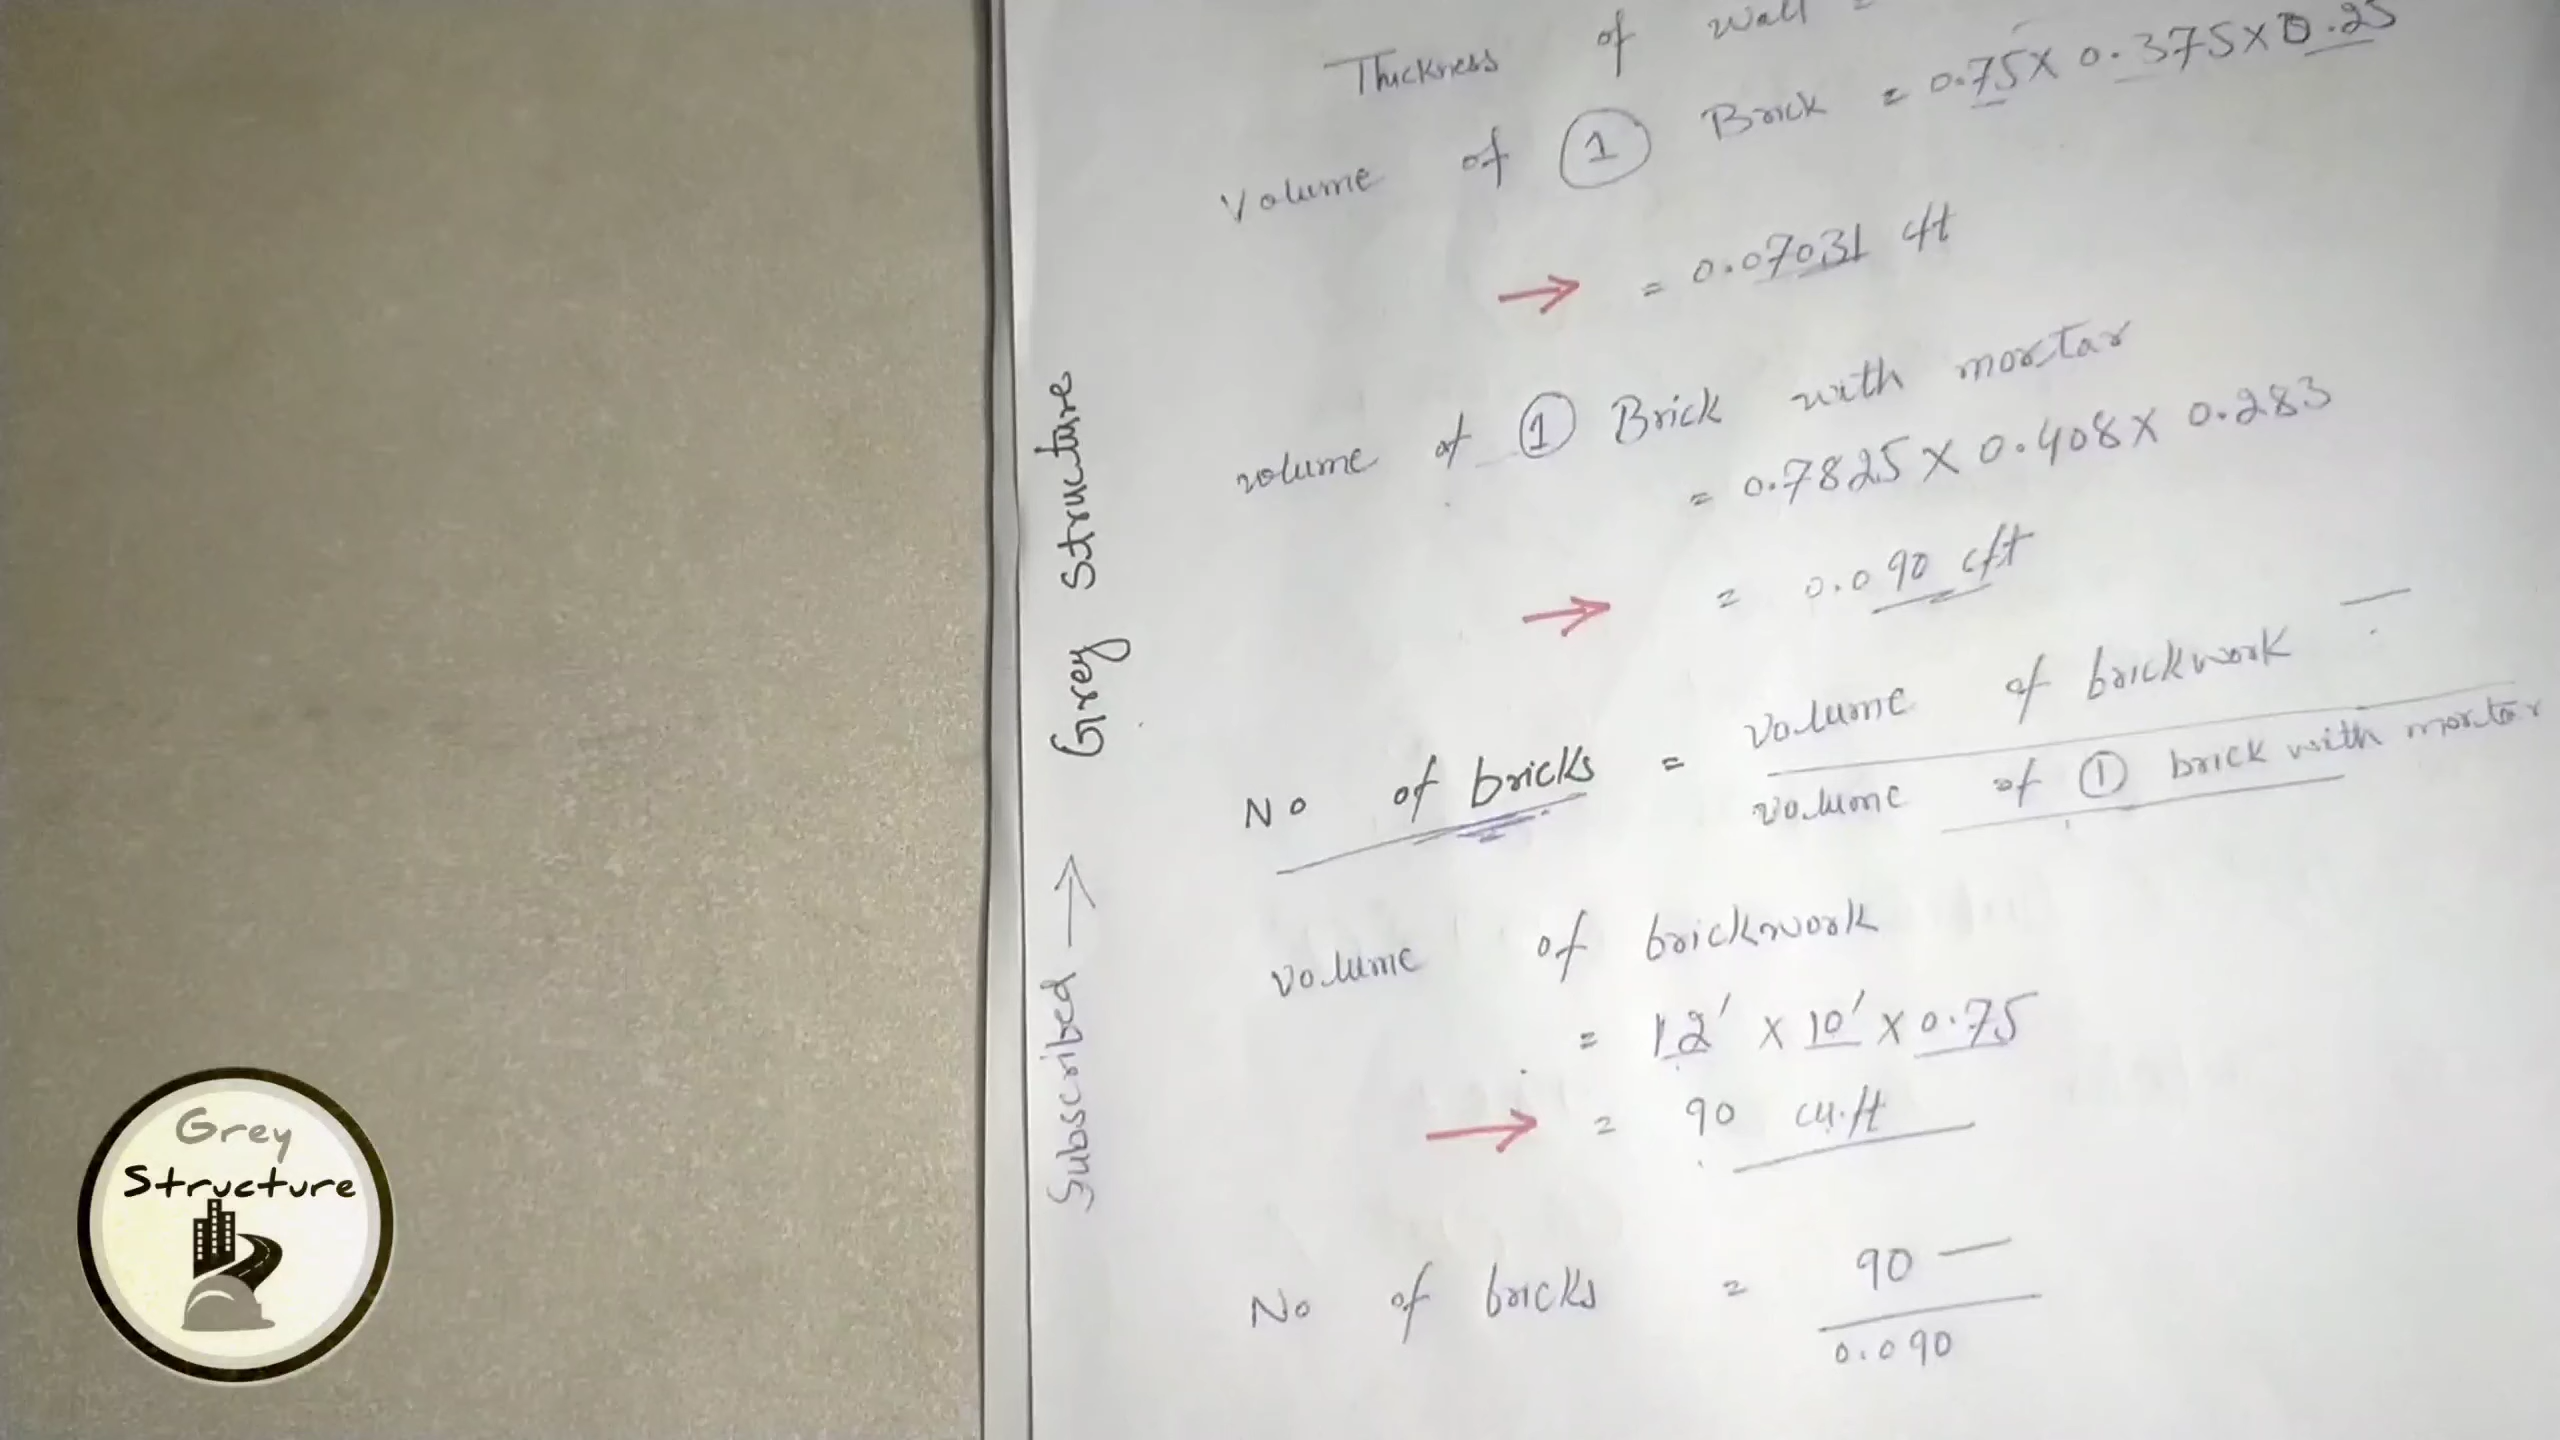 Thickness of wall =
Volume of 1 Brick = 0.75 x 0.375 x 0.25
= 0.07031 cft
volume of 1 Brick with mortar
= 0.7825 x 0.408 x 0.283
= 0.090 cft
No of bricks = Volume of brickwork
volume of 1 brick with mortar
volume of brickwork
= 12' x 10' x 0.75
= 90 cu.ft
No of bricks = 90
0.090
Subscribed → Grey Structure
Grey
Structure